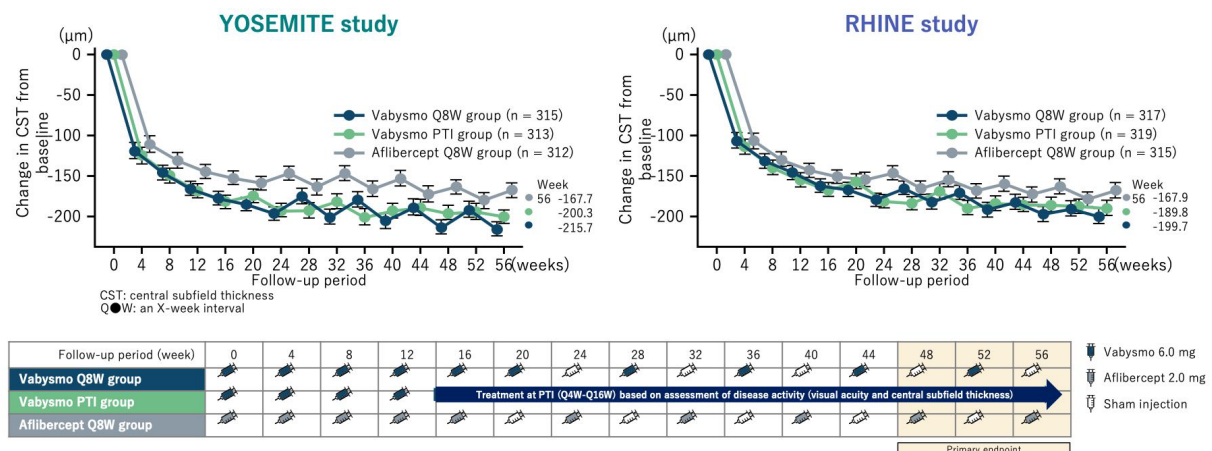 YOSEMITE study
(μm)
0
-50
-100
-150
-200
Change in CST from
baseline
Vabysmo Q8W group (n = 315)
Vabysmo PTI group (n = 313)
Aflibercept Q8W group (n = 312)
Week
56 -167.7
-200.3
-215.7
0 4 8 12 16 20 24 28 32 36 40 44 48 52 56(weeks)
Follow-up period
CST: central subfield thickness
Q●W: an X-week interval
RHINE study
(μm)
0
-50
-100
-150
-200
Change in CST from
baseline
Vabysmo Q8W group (n = 317)
Vabysmo PTI group (n = 319)
Aflibercept Q8W group (n = 315)
Week
56 -167.9
-189.8
-199.7
0 4 8 12 16 20 24 28 32 36 40 44 48 52 56(weeks)
Follow-up period
Follow-up period (week) 0 4 8 12 16 20 24 28 32 36 40 44 48 52 56
Vabysmo Q8W group
Vabysmo PTI group
Treatment at PTI (Q4W-Q16W) based on assessment of disease activity (visual acuity and central subfield thickness)
Aflibercept Q8W group
Vabysmo 6.0 mg
Aflibercept 2.0 mg
Sham injection
Primary endpoint